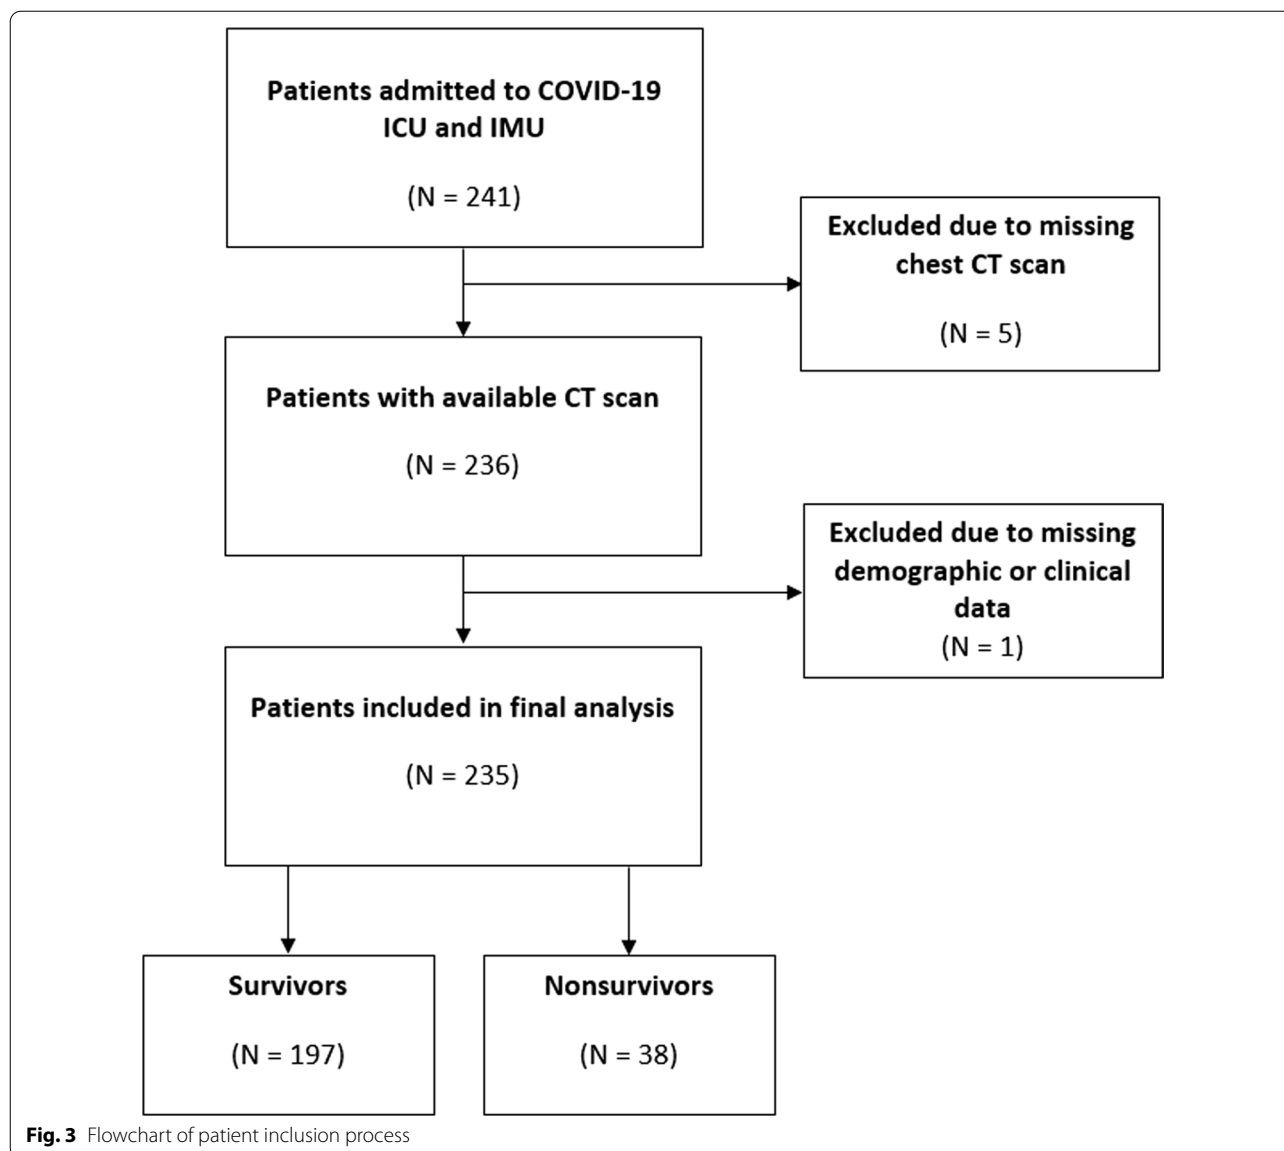 Patients admitted to COVID-19
ICU and IMU
(N = 241)
Excluded due to missing
chest CT scan
(N = 5)
Patients with available CT scan
(N = 236)
Excluded due to missing
demographic or clinical
data
(N = 1)
Patients included in final analysis
(N = 235)
Survivors
(N = 197)
Nonsurvivors
(N = 38)
Fig. 3 Flowchart of patient inclusion process